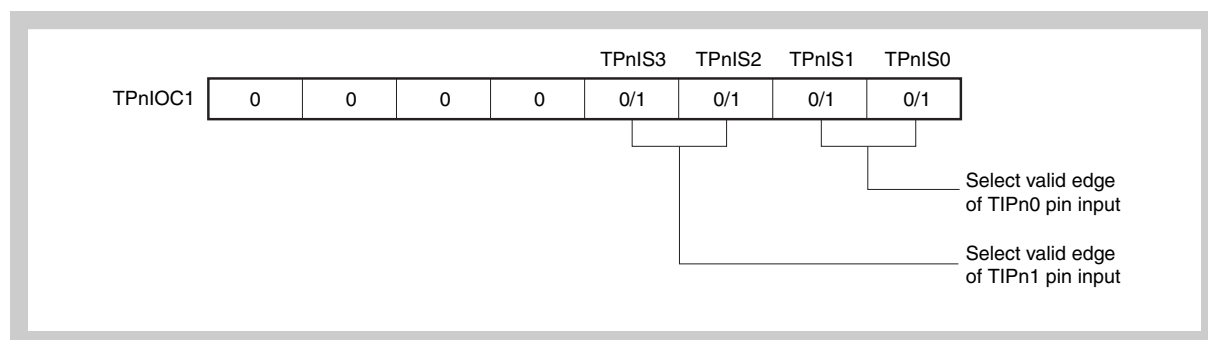 TPnIS3 TPnIS2 TPnIS1 TPnIS0
TPnIOC1 0 0 0 0 0/1 0/1 0/1 0/1
Select valid edge
of TIPn0 pin input
Select valid edge
of TIPn1 pin input